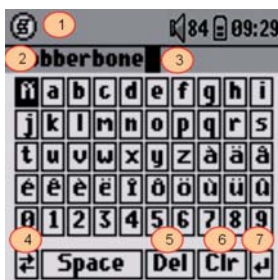 1 84 09:29
2 bberbone 3
a b c d e f g h i
j k l m n o p q r s
t u v w x y z à ä â
é ê è ë î ô ö ù ü û
0 1 2 3 4 5 6 7 8 9
4 5 6 7
Space Del Clr